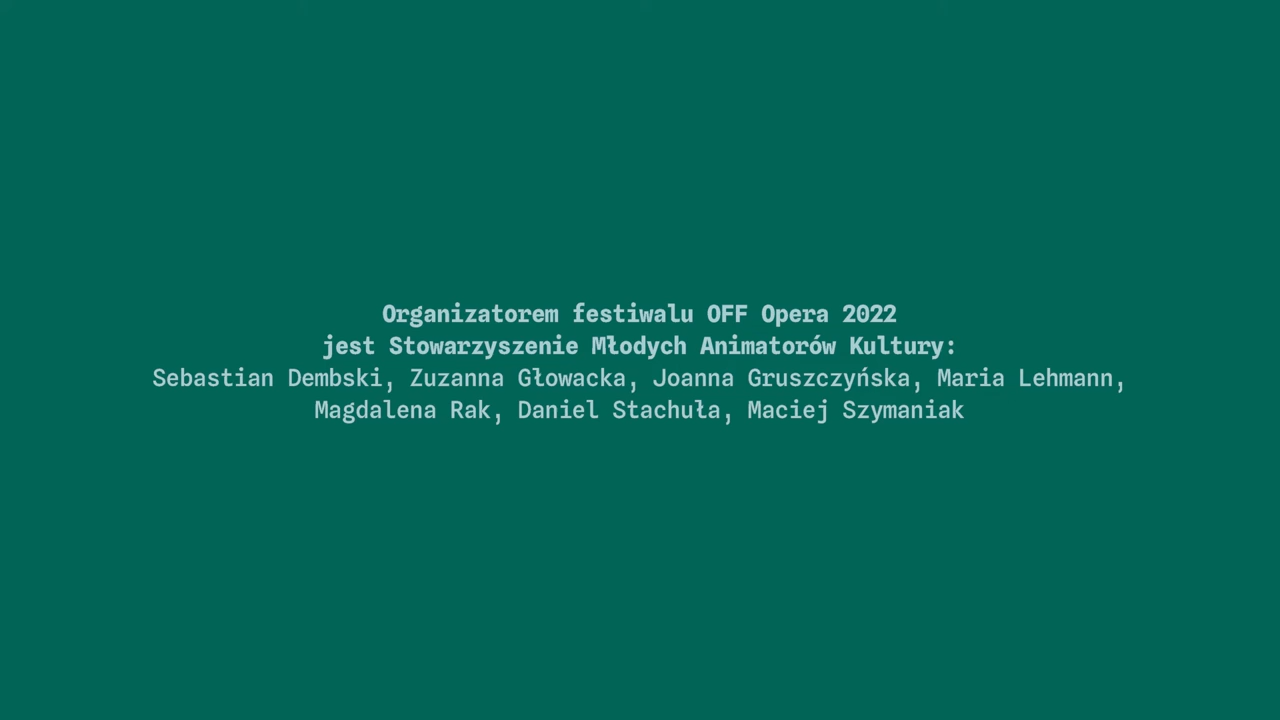 Organizatorem festiwalu OFF Opera 2022
jest Stowarzyszenie Młodych Animatorów Kultury:
Sebastian Dembski, Zuzanna Głowacka, Joanna Gruszczyńska, Maria Lehmann,
Magdalena Rak, Daniel Stachuła, Maciej Szymaniak